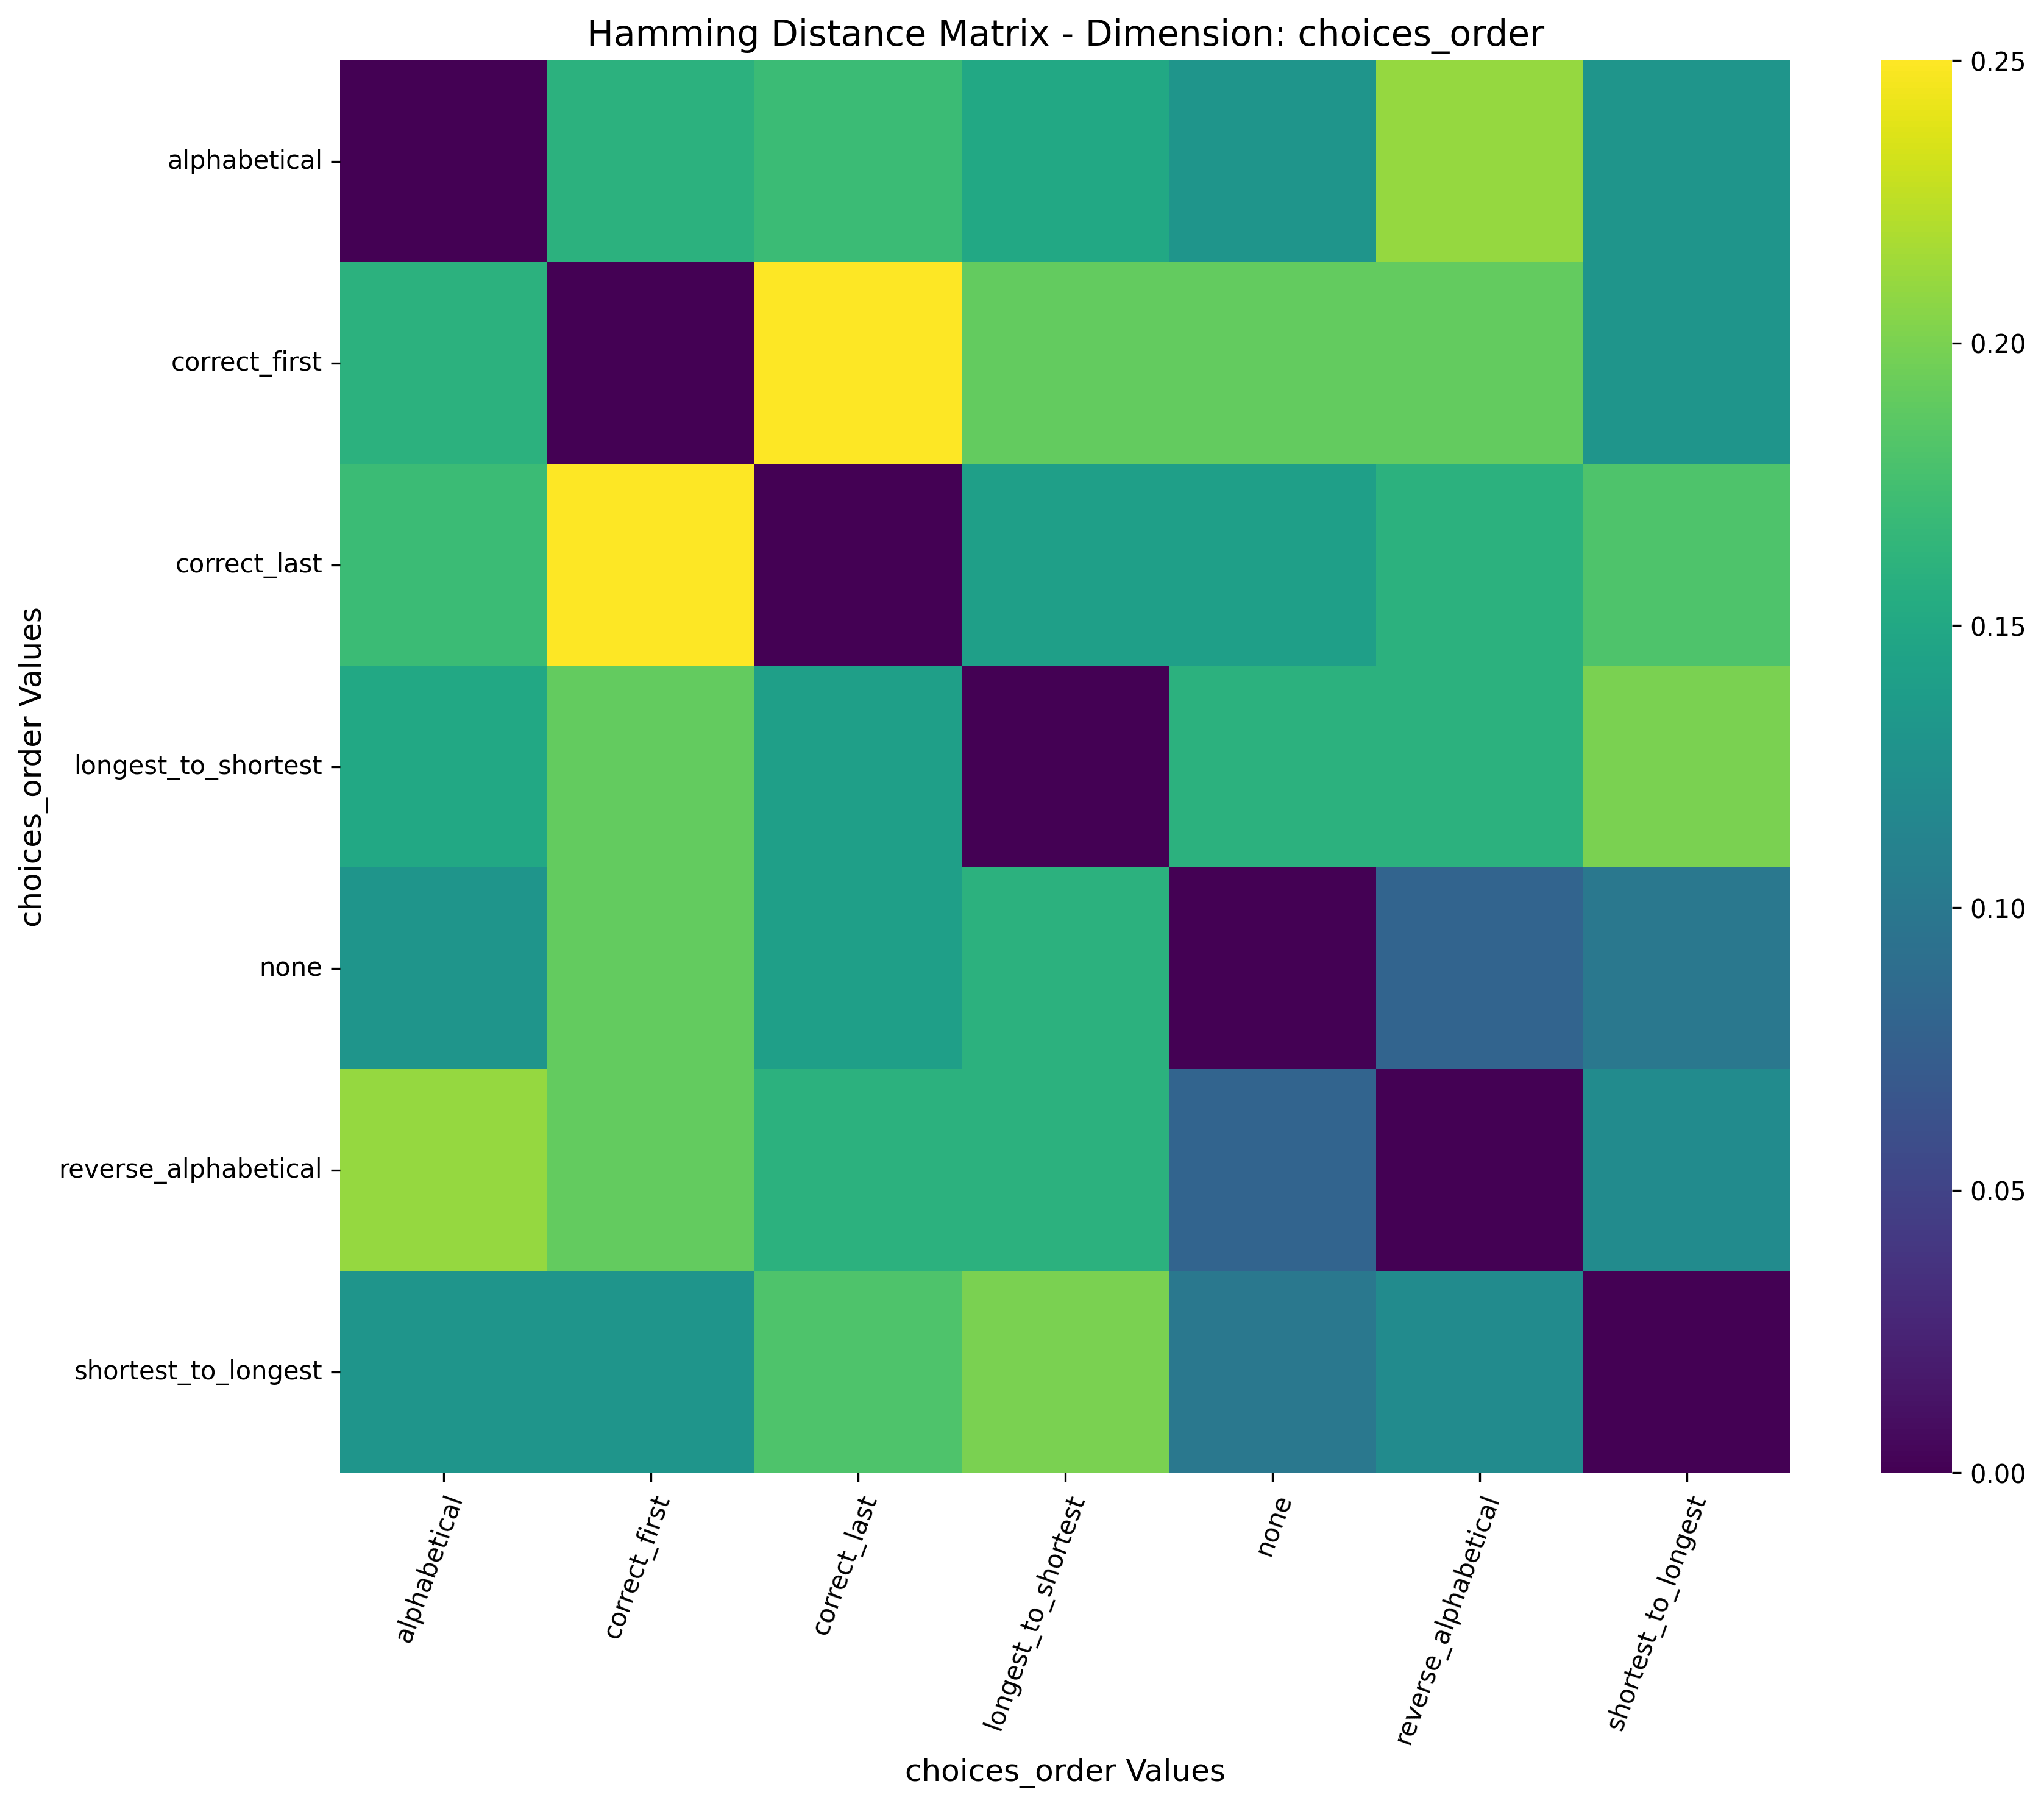 Hamming Distance Matrix - Dimension: choices_order
choices_order Values
alphabetical
correct_first
correct_last
longest_to_shortest
none
reverse_alphabetical
shortest_to_longest
alphabetical
correct_first
correct_last
longest_to_shortest
none
reverse_alphabetical
shortest_to_longest
choices_order Values
0.25
0.20
0.15
0.10
0.05
0.00